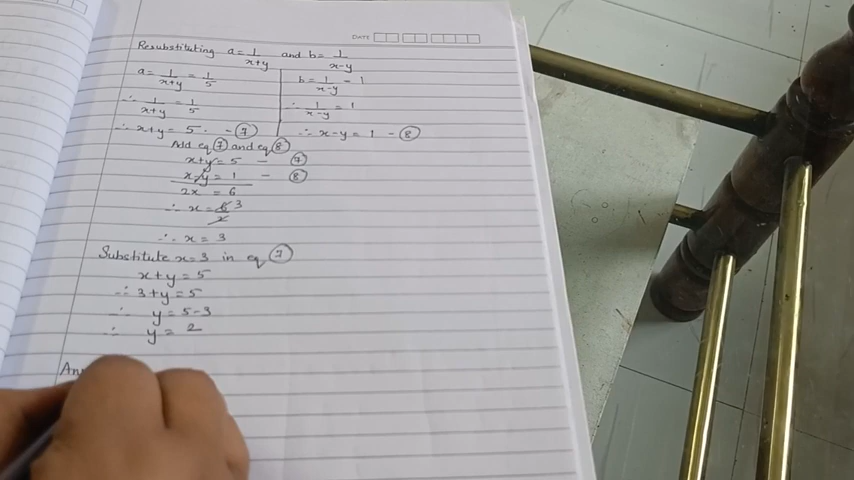 DATE
Resubstituting a = 1/(x+y) and b = 1/(x-y)
a = 1/(x+y) = 1/5
b = 1/(x-y) = 1
∴ 1/(x+y) = 1/5
∴ 1/(x-y) = 1
∴ x+y = 5. - ⑦
∴ x-y = 1 - ⑧
Add eq ⑦ and eq ⑧
x+y = 5 - ⑦
x-y = 1 - ⑧
2x = 6
∴ x = 6/2 3
∴ x = 3
Substitute x=3 in eq ⑦
x+y = 5
∴ 3+y = 5
∴ y = 5-3
∴ y = 2